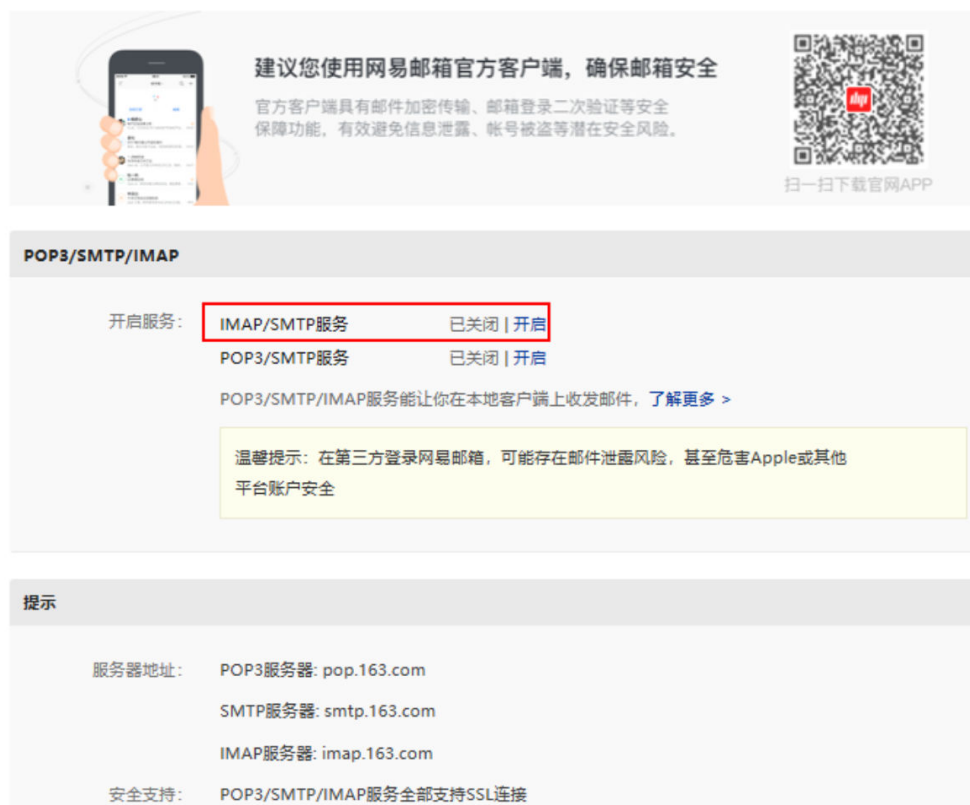 建议您使用网易邮箱官方客户端，确保邮箱安全
官方客户端具有邮件加密传输、邮箱登录二次验证等安全
保障功能，有效避免信息泄露、帐号被盗等潜在安全风险。
扫一扫下载官网APP
POP3/SMTP/IMAP
开启服务： IMAP/SMTP服务 已关闭 | 开启
POP3/SMTP服务 已关闭 | 开启
POP3/SMTP/IMAP服务能让你在本地客户端上收发邮件，了解更多 >
温馨提示：在第三方登录网易邮箱，可能存在邮件泄露风险，甚至危害Apple或其他
平台账户安全
提示
服务器地址： POP3服务器: pop.163.com
SMTP服务器: smtp.163.com
IMAP服务器: imap.163.com
安全支持： POP3/SMTP/IMAP服务全部支持SSL连接